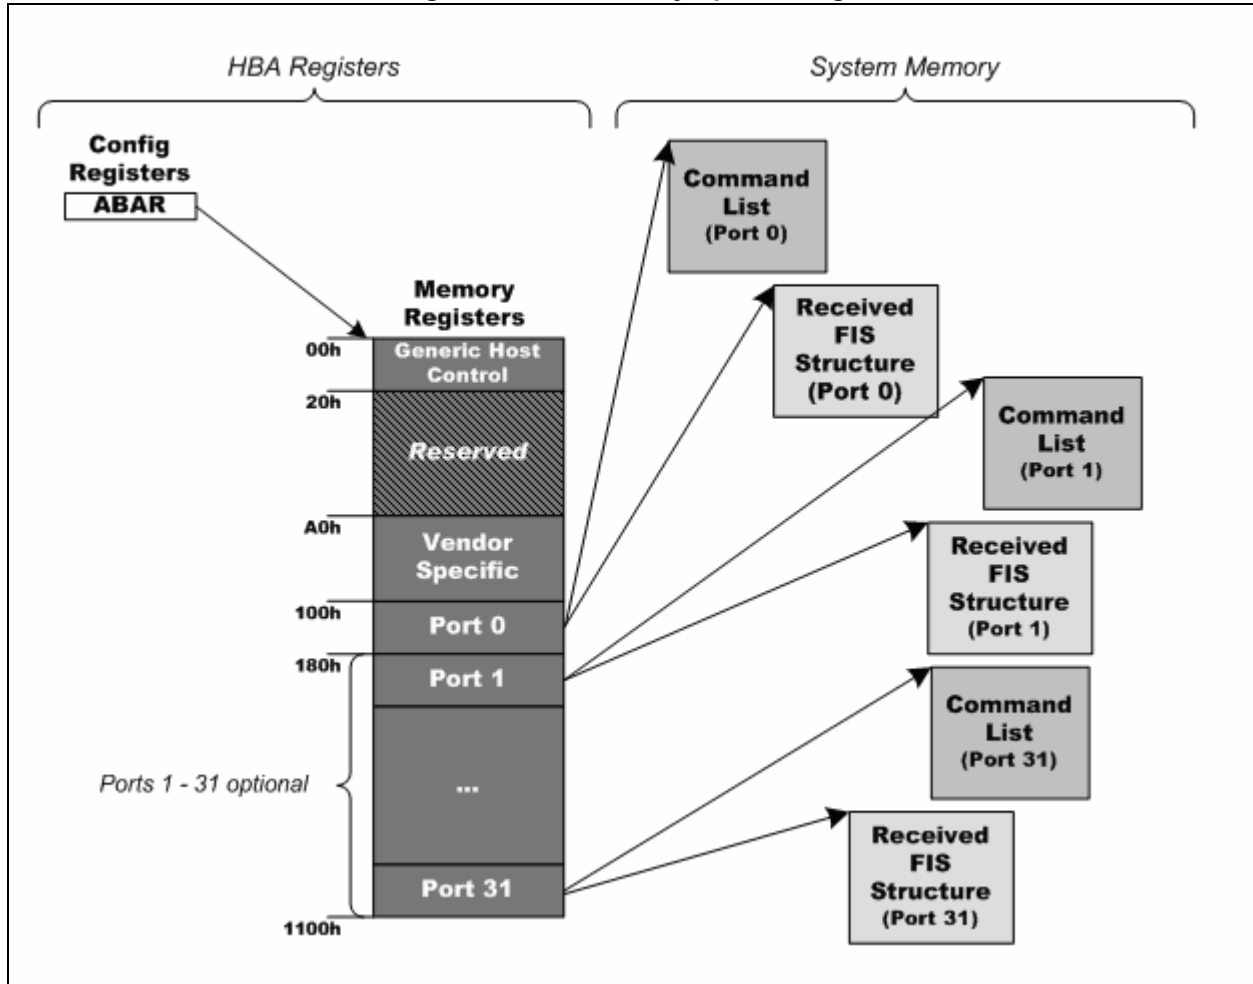 HBA Registers
System Memory
Config
Registers
ABAR
Memory
Registers
00h
Generic Host
Control
20h
Reserved
A0h
Vendor
Specific
100h
Port 0
180h
Port 1
Ports 1 - 31 optional
...
Port 31
1100h
Command
List
(Port 0)
Received
FIS
Structure
(Port 0)
Command
List
(Port 1)
Received
FIS
Structure
(Port 1)
Command
List
(Port 31)
Received
FIS
Structure
(Port 31)